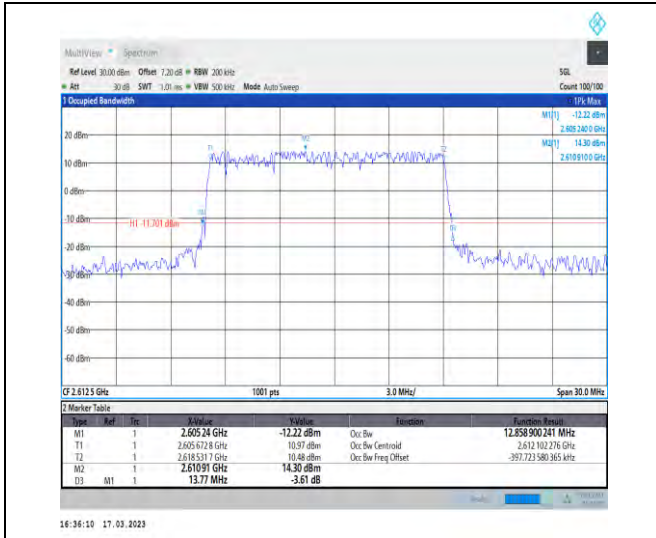 MultiView Spectrum
Ref Level 30.00 dBm Offset 7.20 dB RBW 200 kHz SGL
Att 30 dB SWT 1.01 ms VBW 500 kHz Mode Auto Sweep Count 100/100
1 Occupied Bandwidth 1Pk Max
M1[1] -12.22 dBm
2.605 240 0 GHz
M2[1] 14.30 dBm
2.610 910 0 GHz
20 dBm
M2
T1
T2
10 dBm
0 dBm
-10 dBm
M1
H1 -11.701 dBm
D3
-20 dBm
-30 dBm
-40 dBm
-50 dBm
-60 dBm
CF 2.612 5 GHz 1001 pts 3.0 MHz/ Span 30.0 MHz
2 Marker Table
Type Ref Trc X-Value Y-Value Function Function Result
M1 1 2.605 24 GHz -12.22 dBm Occ Bw 12.858 900 241 MHz
T1 1 2.605 672 8 GHz 10.97 dBm Occ Bw Centroid 2.612 102 276 GHz
T2 1 2.618 531 7 GHz 10.48 dBm Occ Bw Freq Offset -397.723 580 365 kHz
M2 1 2.610 91 GHz 14.30 dBm
D3 M1 1 13.77 MHz -3.61 dB
16:36:10 17.03.2023